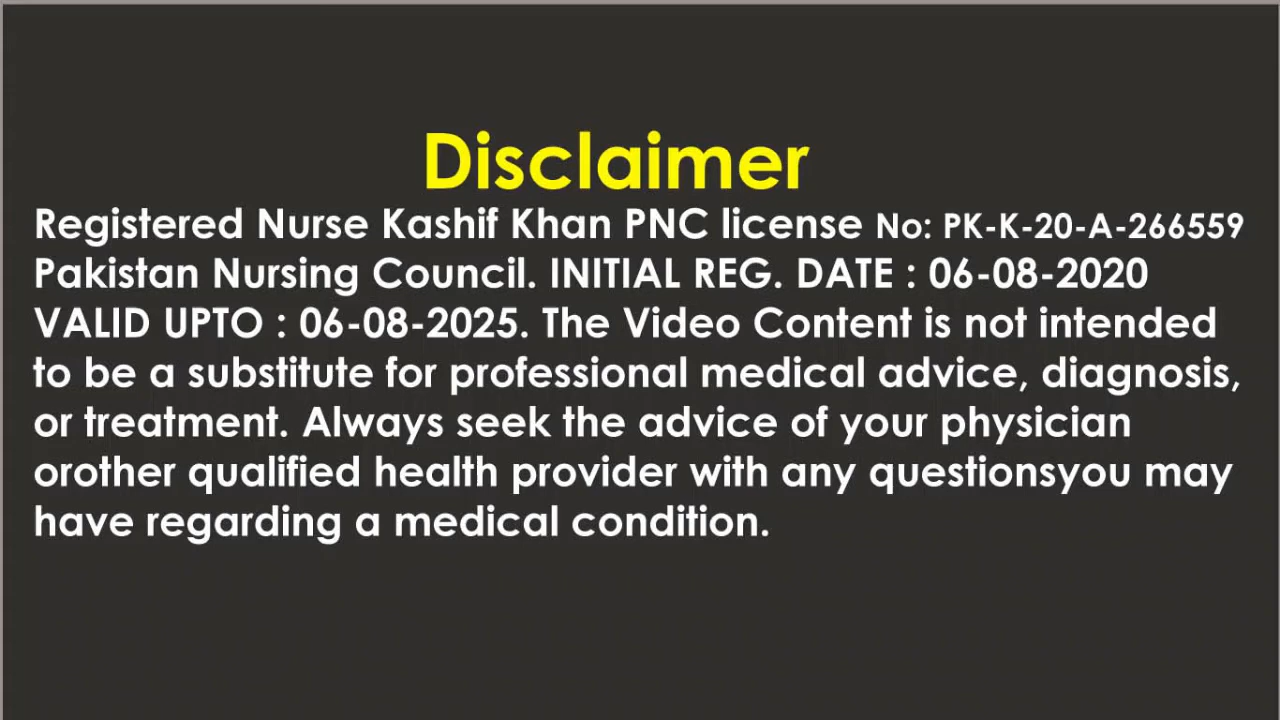 Disclaimer
Registered Nurse Kashif Khan PNC license No: PK-K-20-A-266559
Pakistan Nursing Council. INITIAL REG. DATE : 06-08-2020
VALID UPTO : 06-08-2025. The Video Content is not intended
to be a substitute for professional medical advice, diagnosis,
or treatment. Always seek the advice of your physician
orother qualified health provider with any questionsyou may
have regarding a medical condition.